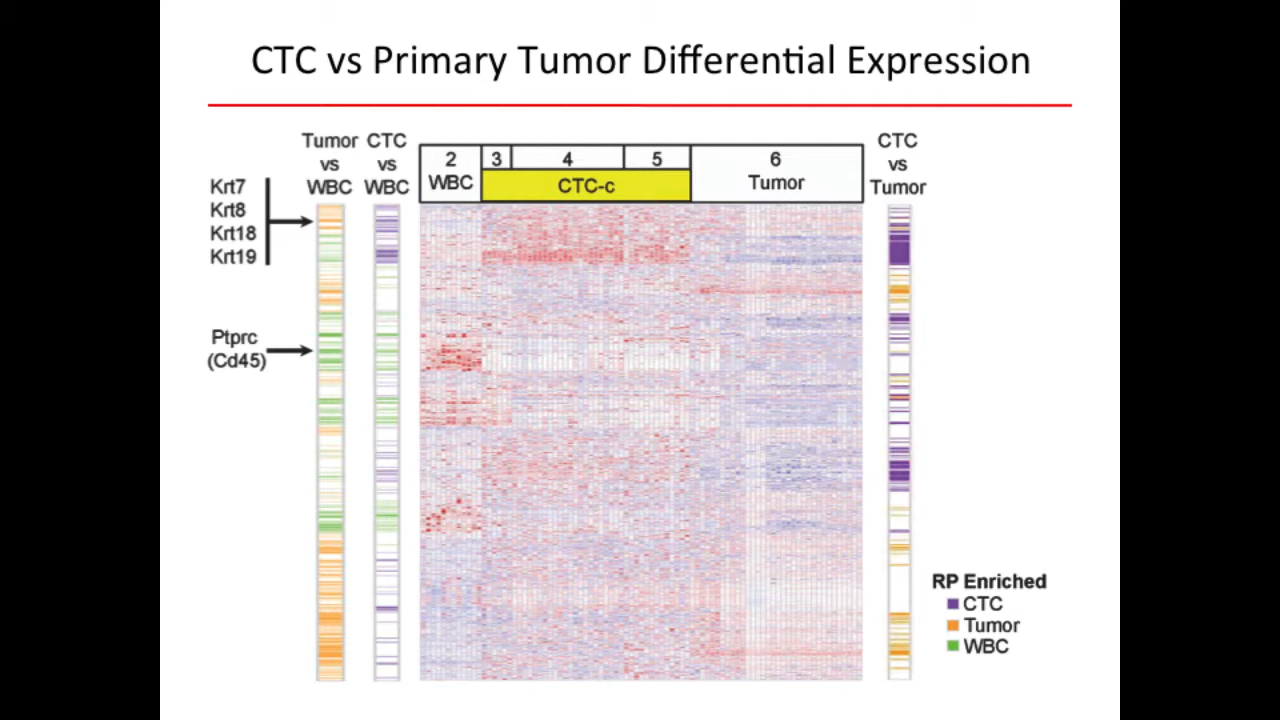 CTC vs Primary Tumor Differential Expression
Tumor
vs
WBC
CTC
vs
WBC
2
WBC
3
4
5
CTC-c
6
Tumor
CTC
vs
Tumor
Krt7
Krt8
Krt18
Krt19
Ptprc
(Cd45)
RP Enriched
CTC
Tumor
WBC